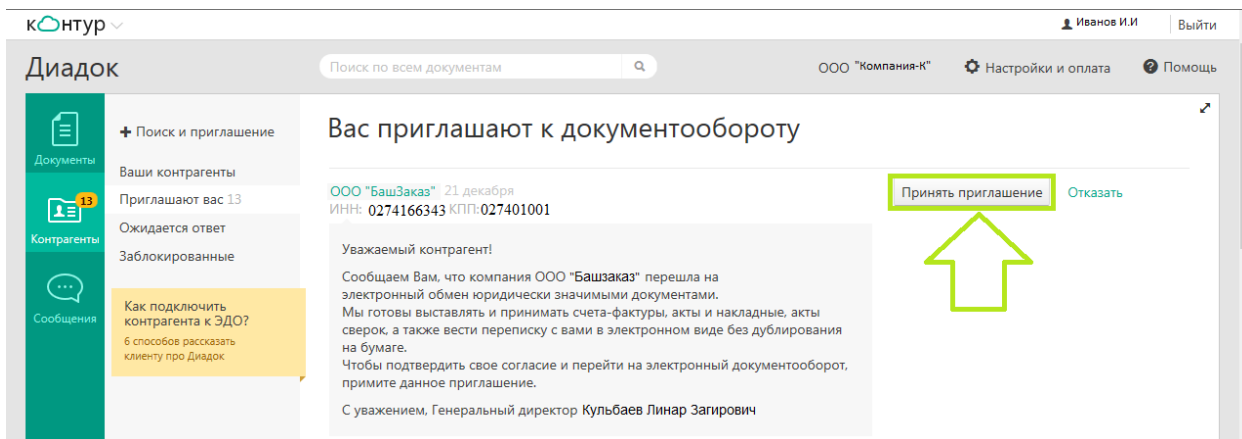 контур
Иванов И.И
Выйти
Диадок
Поиск по всем документам
ООО "Компания-К"
Настройки и оплата
Помощь
Документы
13
Контрагенты
Сообщения
Поиск и приглашение
Ваши контрагенты
Приглашают вас 13
Ожидается ответ
Заблокированные
Как подключить
контрагента к ЭДО?
6 способов рассказать
клиенту про Диадок
Вас приглашают к документообороту
ООО "БашЗаказ" 21 декабря
ИНН: 0274166343 КПП:027401001
Принять приглашение
Отказать
Уважаемый контрагент!
Сообщаем Вам, что компания ООО "Башзаказ" перешла на
электронный обмен юридически значимыми документами.
Мы готовы выставлять и принимать счета-фактуры, акты и накладные, акты
сверок, а также вести переписку с вами в электронном виде без дублирования
на бумаге.
Чтобы подтвердить свое согласие и перейти на электронный документооборот,
примите данное приглашение.
С уважением, Генеральный директор Кульбаев Линар Загирович